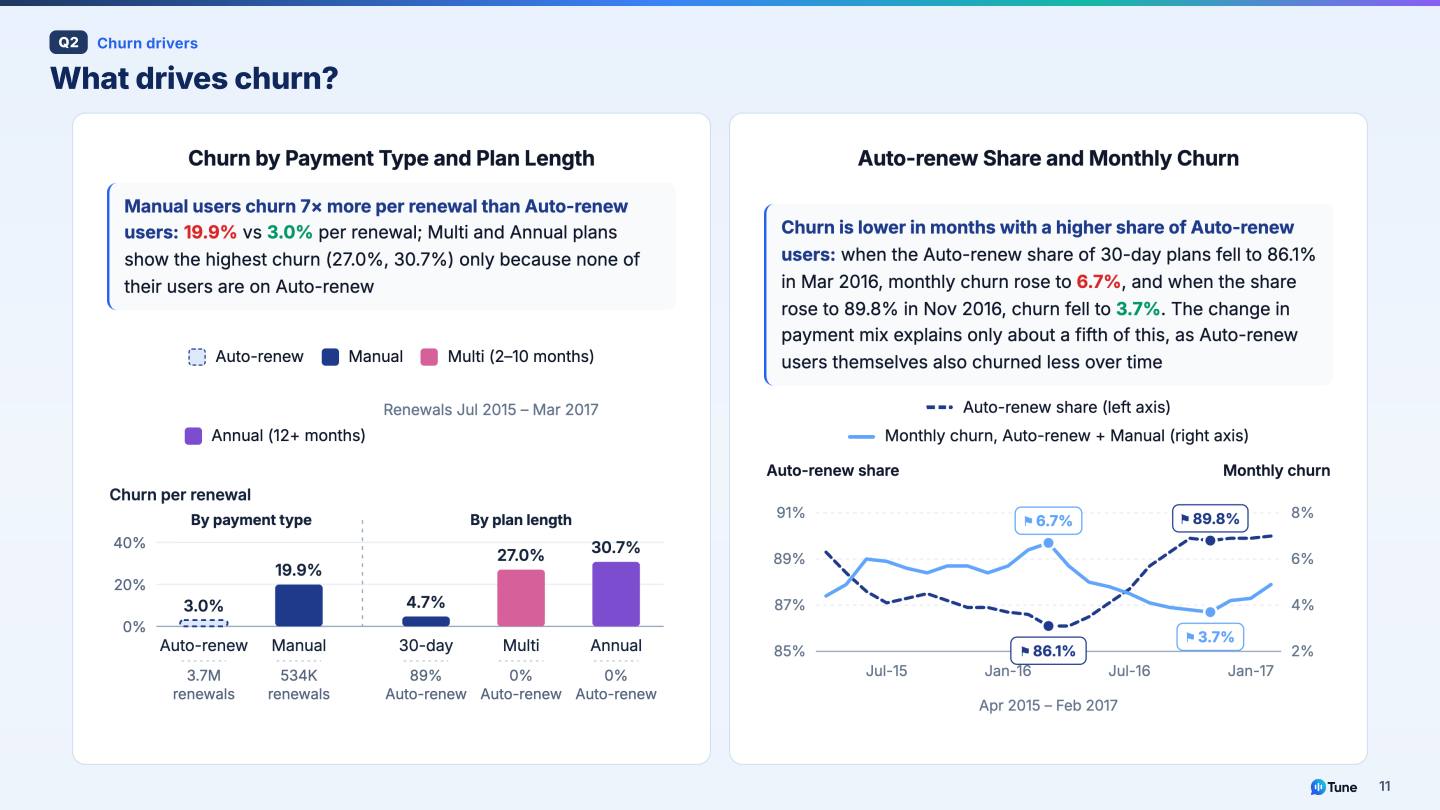 Q2 Churn drivers
What drives churn?
Churn by Payment Type and Plan Length
Manual users churn 7× more per renewal than Auto-renew
users: 19.9% vs 3.0% per renewal; Multi and Annual plans
show the highest churn (27.0%, 30.7%) only because none of
their users are on Auto-renew
Auto-renew Manual Multi (2–10 months)
Renewals Jul 2015 – Mar 2017
Annual (12+ months)
Churn per renewal
By payment type By plan length
40%
20%
0%
3.0% 19.9% 4.7% 27.0% 30.7%
Auto-renew Manual 30-day Multi Annual
3.7M 534K 89% 0% 0%
renewals renewals Auto-renew Auto-renew Auto-renew
Auto-renew Share and Monthly Churn
Churn is lower in months with a higher share of Auto-renew
users: when the Auto-renew share of 30-day plans fell to 86.1%
in Mar 2016, monthly churn rose to 6.7%, and when the share
rose to 89.8% in Nov 2016, churn fell to 3.7%. The change in
payment mix explains only about a fifth of this, as Auto-renew
users themselves also churned less over time
Auto-renew share (left axis)
Monthly churn, Auto-renew + Manual (right axis)
Auto-renew share Monthly churn
91% 6.7% 89.8% 8%
89% 6%
87% 4%
85% 86.1% 3.7% 2%
Jul-15 Jan-16 Jul-16 Jan-17
Apr 2015 – Feb 2017
Tune 11